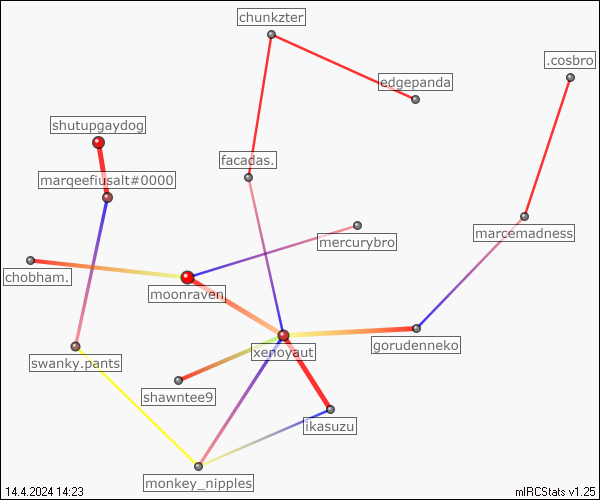 chunkzter
.cosbro
edgepanda
shutupgaydog
facadas.
marqeefiusalt#0000
marcemadness
mercurybro
chobham.
moonraven
gorudenneko
xenoyaut
swanky.pants
shawntee9
ikasuzu
monkey_nipples
14.4.2024 14:23
mIRCStats v1.25